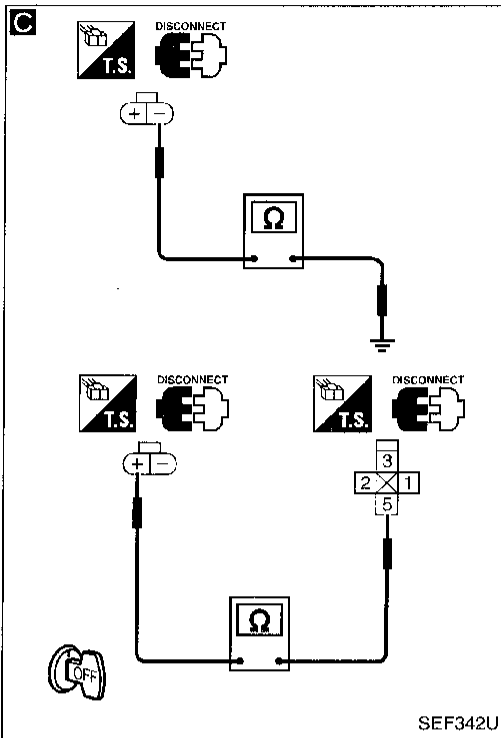 C
DISCONNECT
T.S.
+ −
Ω
DISCONNECT
DISCONNECT
T.S.
T.S.
+ −
3
2 1
5
Ω
OFF
SEF342U